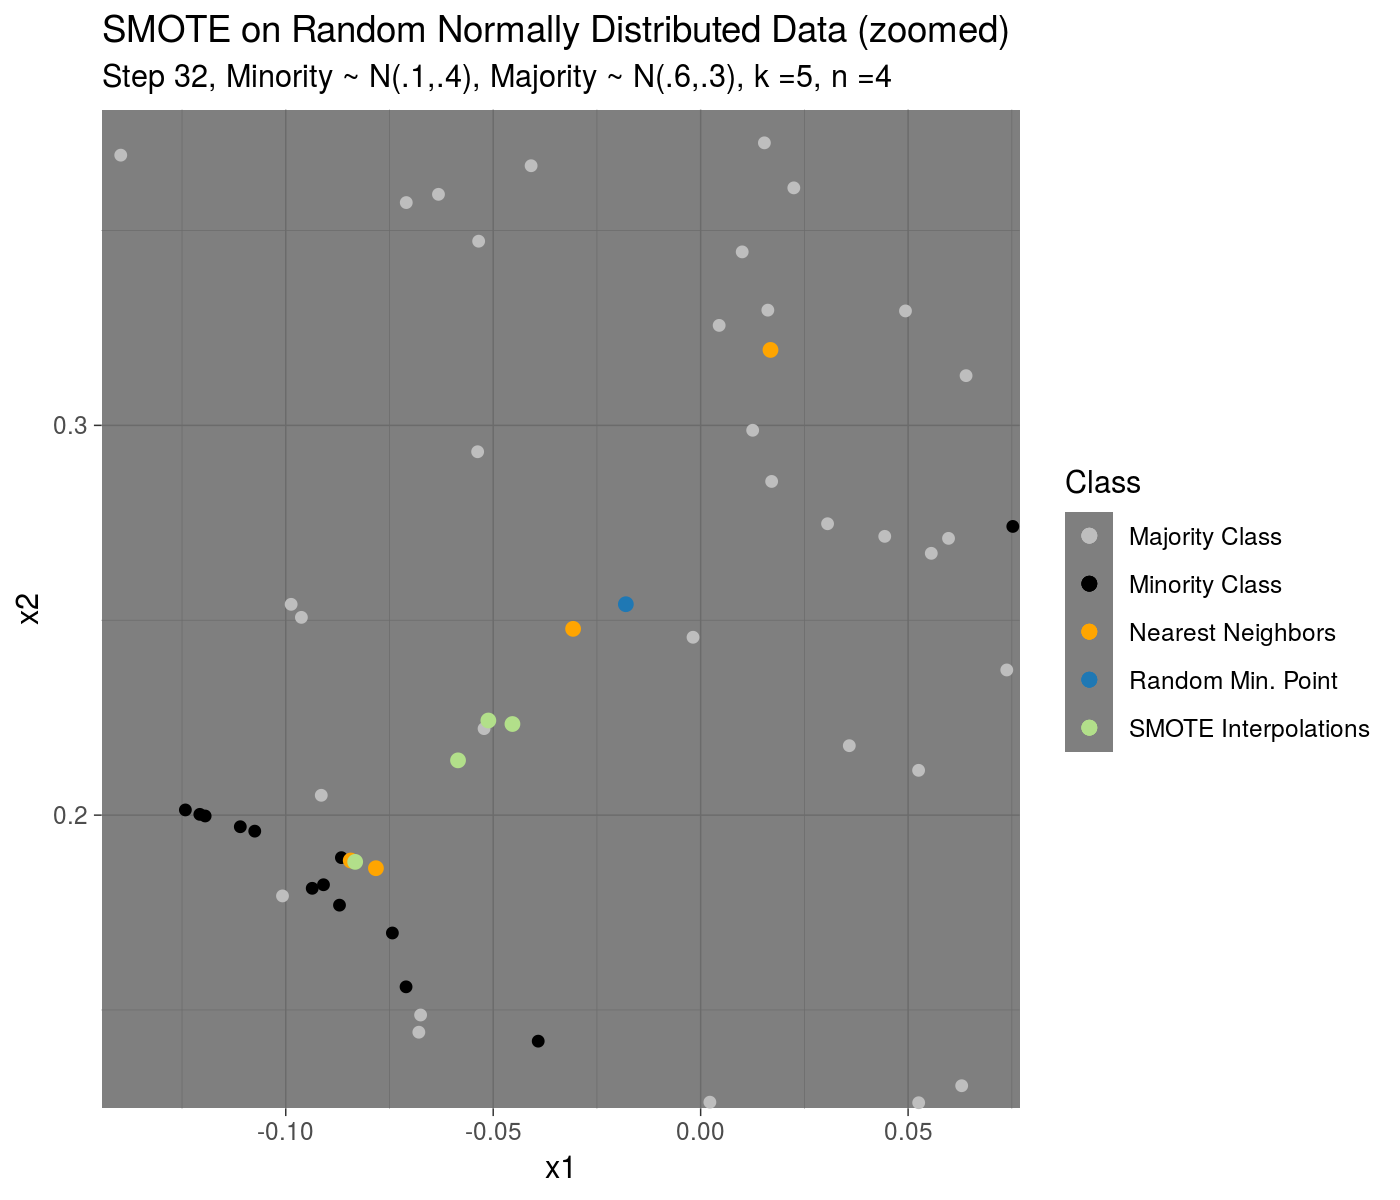 SMOTE on Random Normally Distributed Data (zoomed)
Step 32, Minority ~ N(.1,.4), Majority ~ N(.6,.3), k =5, n =4
0.3
0.2
x2
-0.10
-0.05
0.00
0.05
x1
Class
Majority Class
Minority Class
Nearest Neighbors
Random Min. Point
SMOTE Interpolations